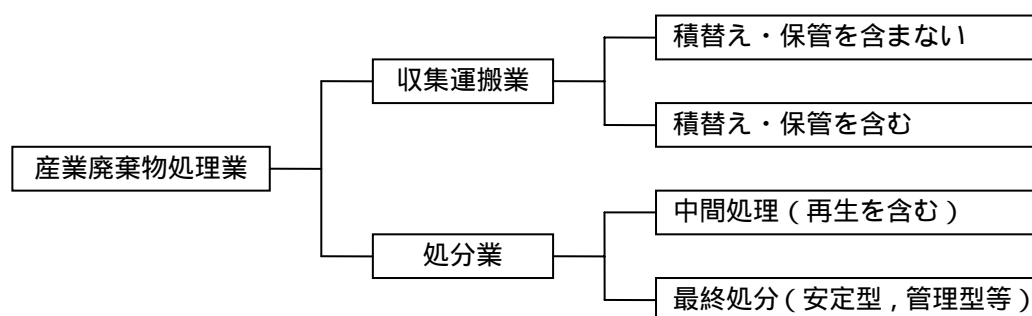 積替え・保管を含まない
収集運搬業
積替え・保管を含む
産業廃棄物処理業
中間処理(再生を含む)
処分業
最終処分(安定型,管理型等)